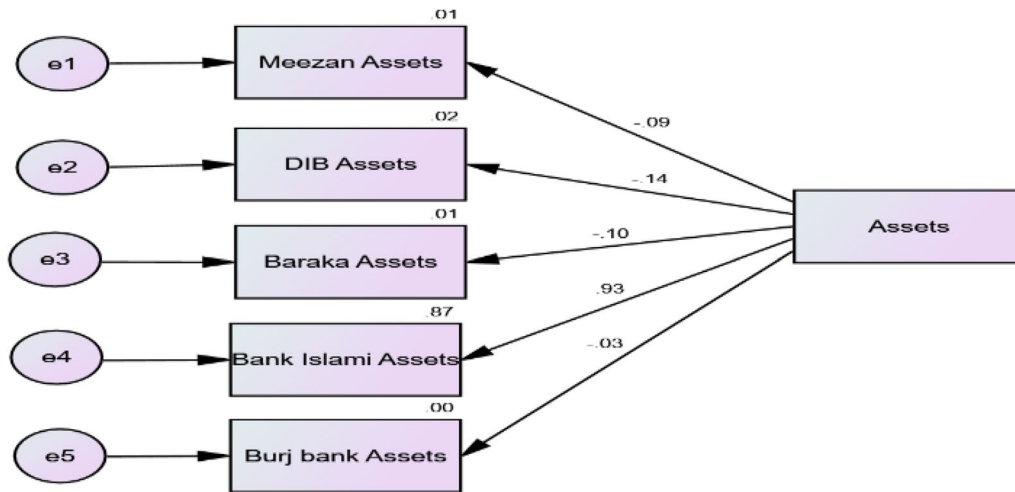 .01
e1
Meezan Assets
-.09
.02
e2
DIB Assets
-.14
.01
e3
Baraka Assets
-.10
Assets
.87
e4
Bank Islami Assets
.93
.00
e5
Burj bank Assets
-.03